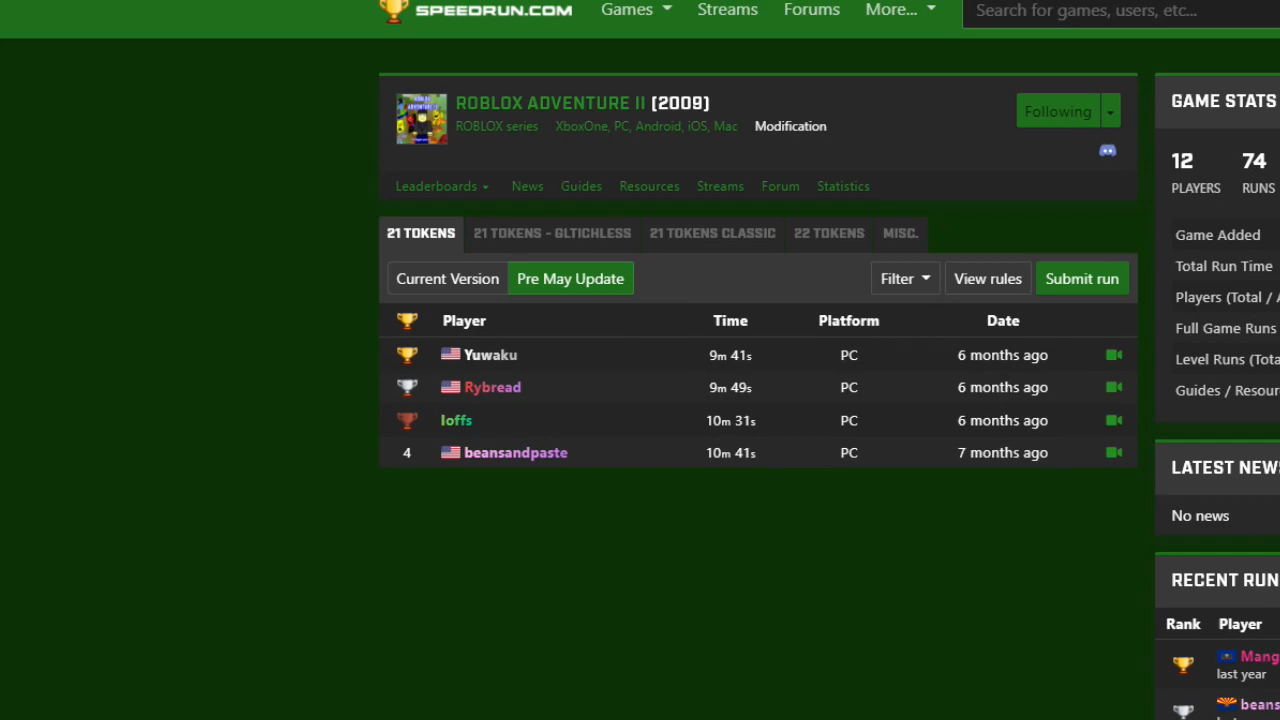 SPEEDRUN.COM Games Streams Forums More... Search for games, users, etc...
ROBLOX ADVENTURE II (2009)
ROBLOX series XboxOne, PC, Android, iOS, Mac Modification
Following
Leaderboards News Guides Resources Streams Forum Statistics
21 TOKENS 21 TOKENS - GLTICHLESS 21 TOKENS CLASSIC 22 TOKENS MISC.
Current Version Pre May Update Filter View rules Submit run
Player Time Platform Date
Yuwaku 9m 41s PC 6 months ago
Rybread 9m 49s PC 6 months ago
loffs 10m 31s PC 6 months ago
4 beansandpaste 10m 41s PC 7 months ago
GAME STATS
12 74
PLAYERS RUNS
Game Added
Total Run Time
Players (Total / A
Full Game Runs
Level Runs (Tota
Guides / Resour
LATEST NEWS
No news
RECENT RUN
Rank Player
Mang
last year
beans